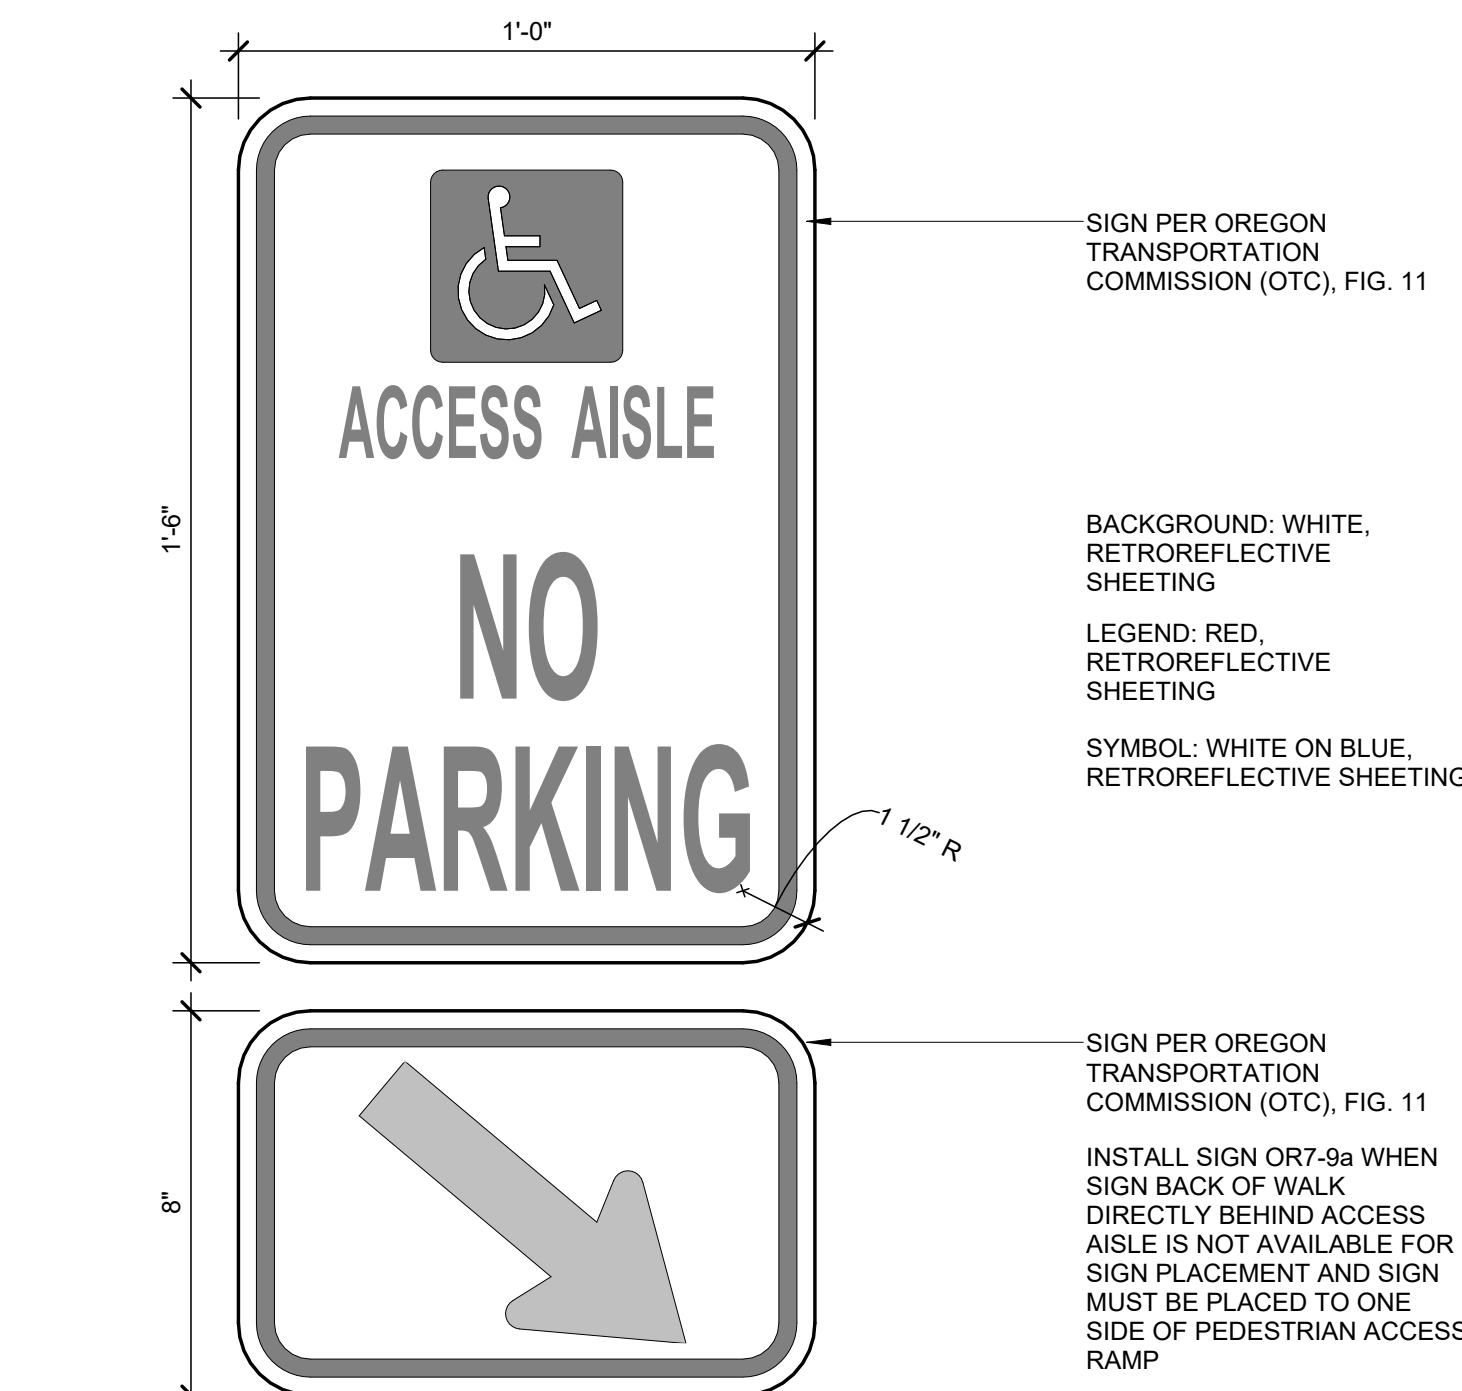 1'-0"
SIGN PER OREGON
TRANSPORTATION
COMMISSION (OTC), FIG. 11
ACCESS AISLE
1'-6"
BACKGROUND: WHITE,
RETROREFLECTIVE
SHEETING
NO
LEGEND: RED,
RETROREFLECTIVE
SHEETING
SYMBOL: WHITE ON BLUE,
RETROREFLECTIVE SHEETING
PARKING
1 1/2" R
SIGN PER OREGON
TRANSPORTATION
COMMISSION (OTC), FIG. 11
8"
INSTALL SIGN OR7-9a WHEN
SIGN BACK OF WALK
DIRECTLY BEHIND ACCESS
AISLE IS NOT AVAILABLE FOR
SIGN PLACEMENT AND SIGN
MUST BE PLACED TO ONE
SIDE OF PEDESTRIAN ACCESS
RAMP